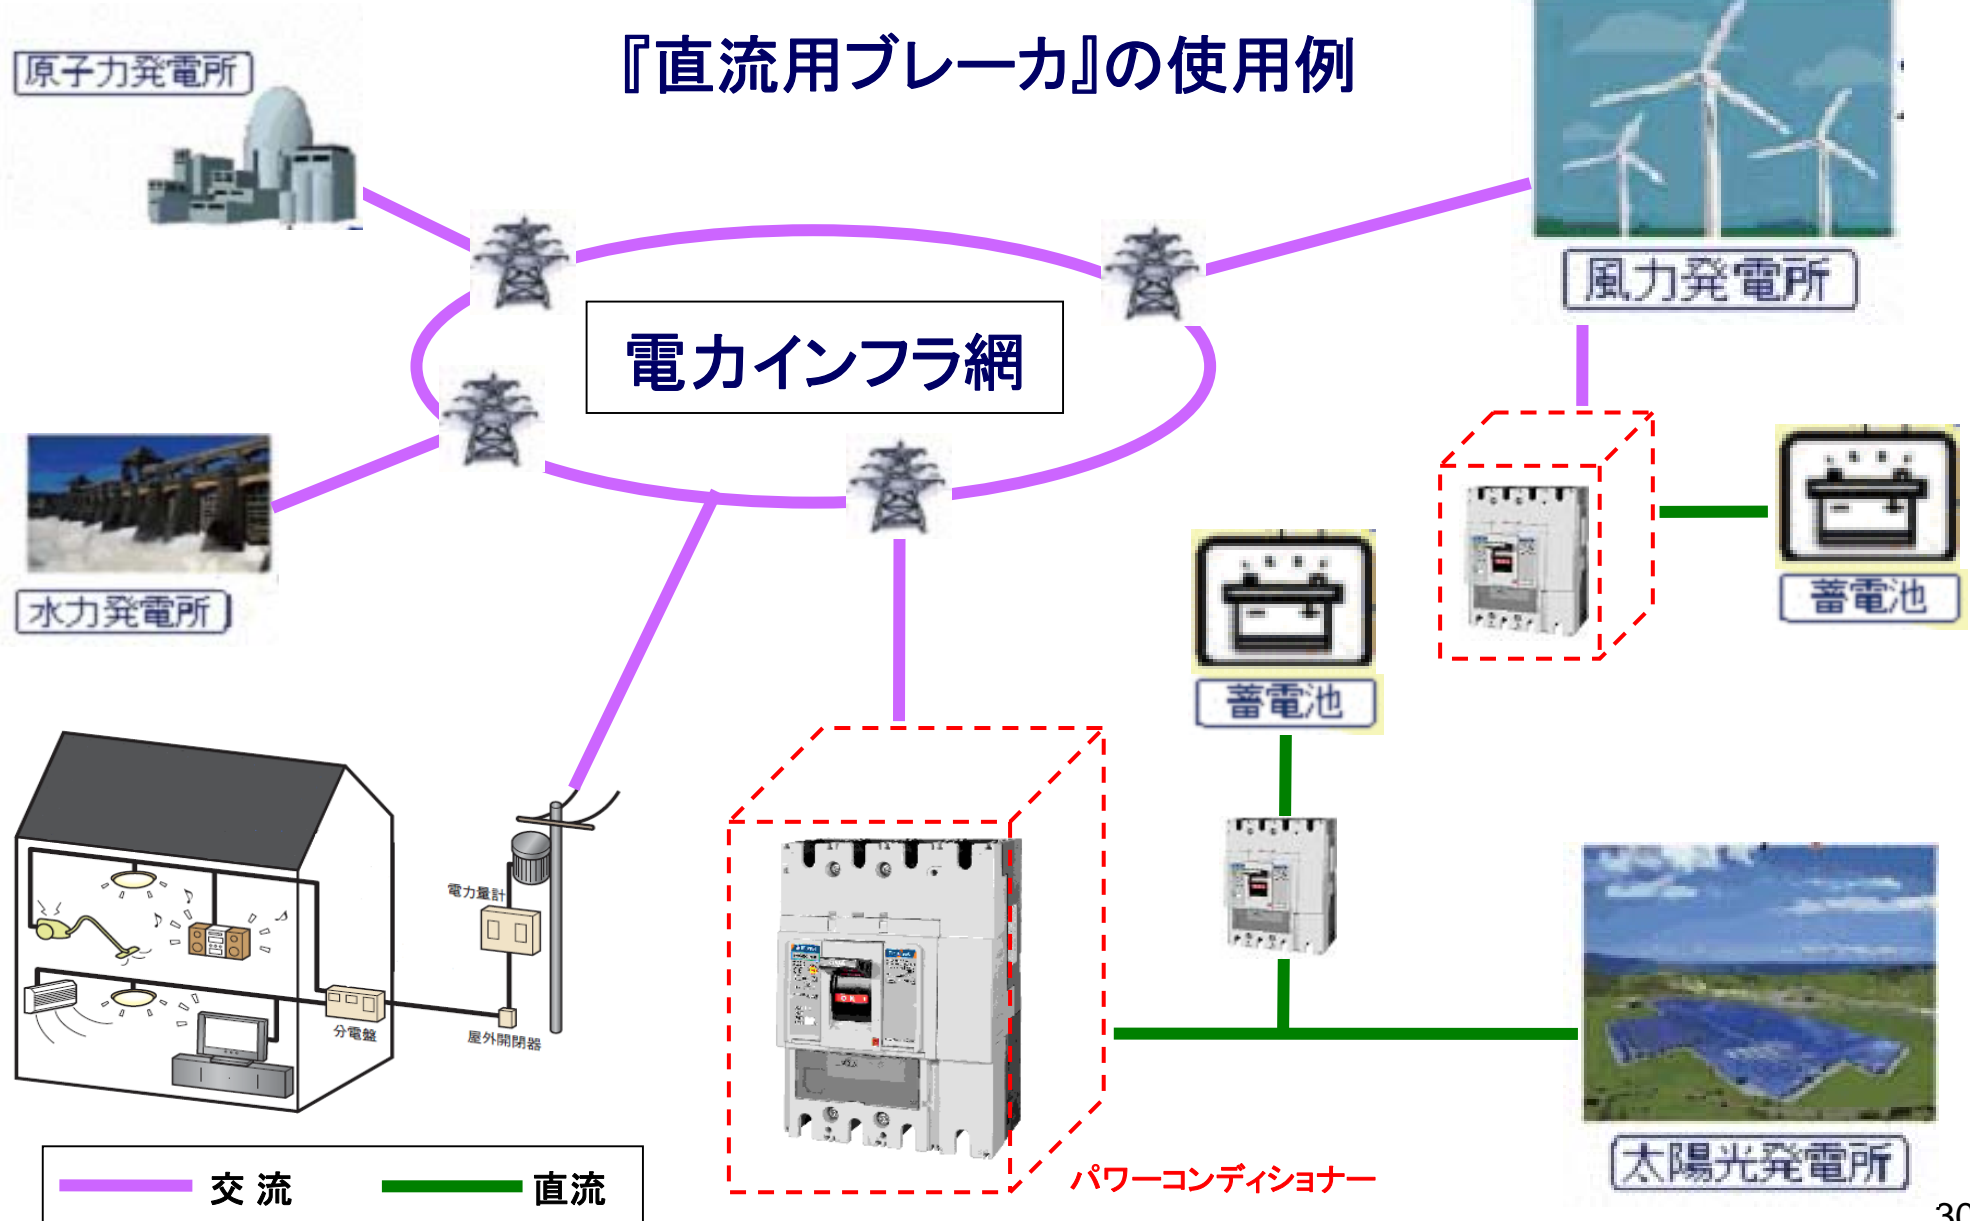 『直流用ブレーカ』の使用例
原子力発電所
風力発電所
電力インフラ網
水力発電所
蓄電池
蓄電池
電力量計
分電盤
屋外開閉器
太陽光発電所
パワーコンディショナー
交流
直流
30